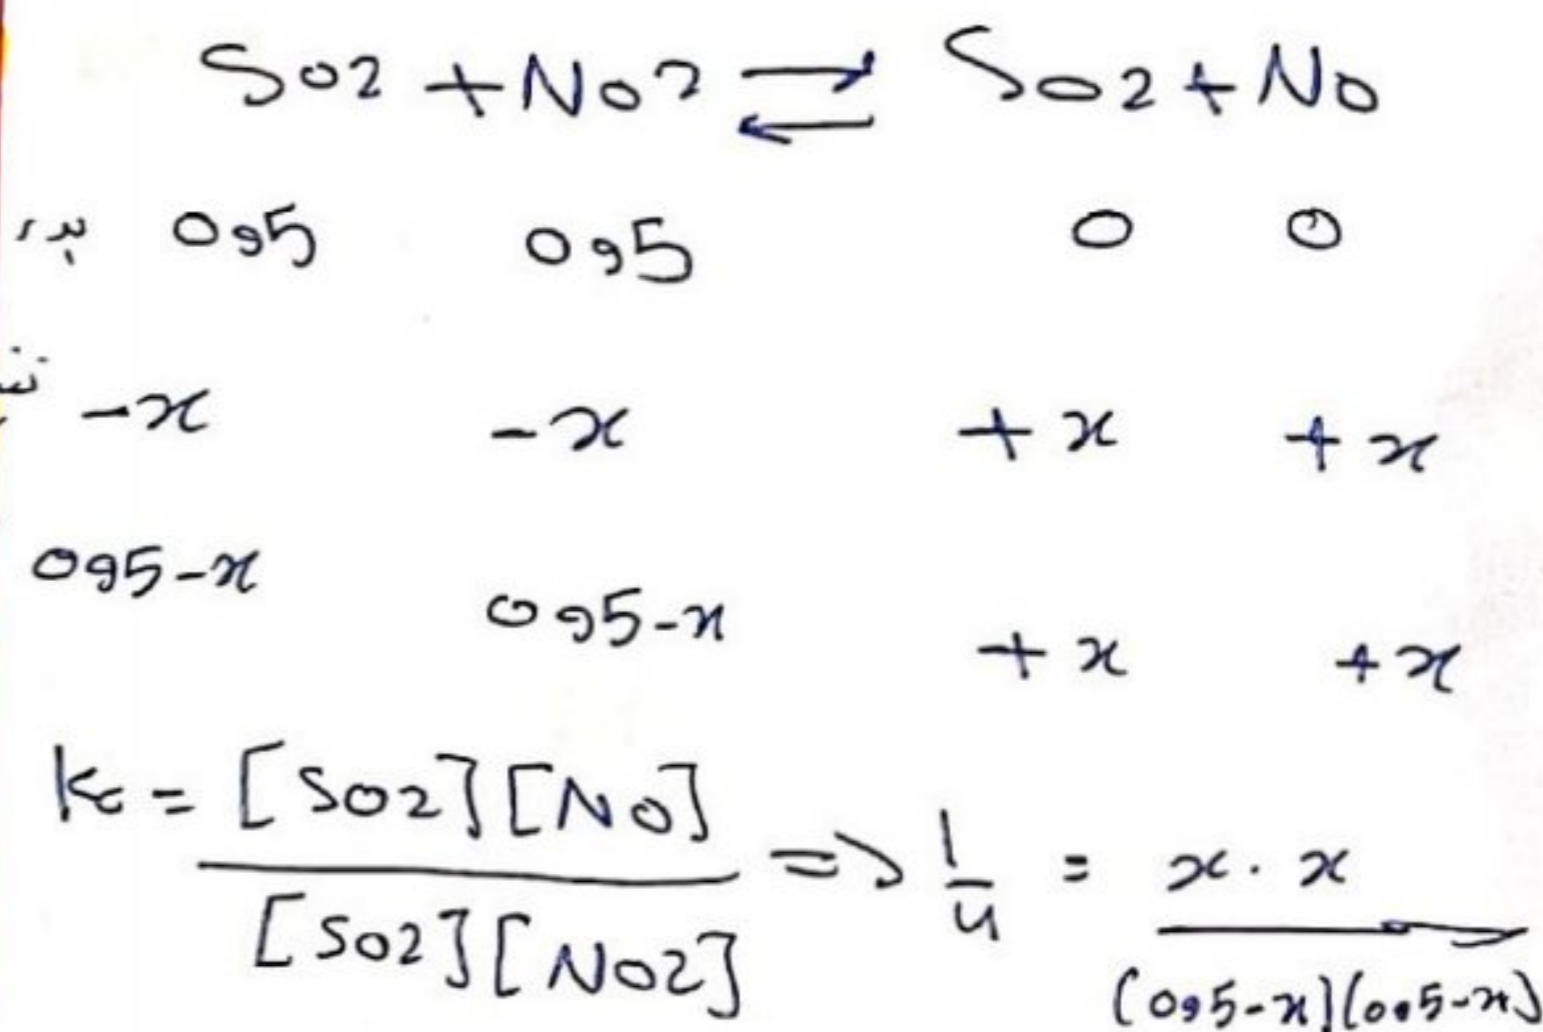 SO2 + NO2 ⇌ SO2 + NO
0,5 0,5 0 0
-x -x +x +x
0,5-x 0,5-x +x +x
Kc = [SO2][NO] / [SO2][NO2] => 1/4 = x . x / (0,5-x)(0,5-x)